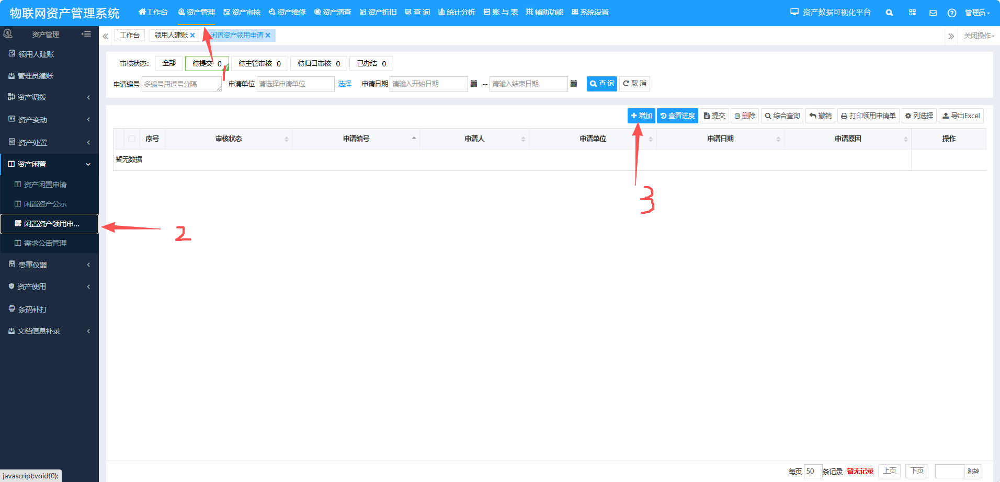 物联网资产管理系统 工作台 资产管理 资产审核 资产维修 资产清查 资产折旧 查 询 统计分析 账 与 表 辅助功能 系统设置 资产数据可视化平台 管理员
资产管理
领用人建账
管理员建账
资产调拨
资产变动
资产处置
资产闲置
资产闲置申请
闲置资产公示
闲置资产领用申...
需求公告管理
贵重仪器
资产使用
条码补打
文档信息补录
工作台 领用人建账 闲置资产领用申请 关闭操作
审核状态： 全部 待提交 0 待主管审核 0 待归口审核 0 已办结 0
申请编号 多编号用逗号分隔 申请单位 请选择申请单位 选择 申请日期 请输入开始日期 -- 请输入结束日期 查 询 取 消
1
增加 查看进度 提交 删除 综合查询 撤销 打印领用申请单 列选择 导出Excel
序号 审核状态 申请编号 申请人 申请单位 申请日期 申请原因 操作
暂无数据
3
2
每页 50 条记录 暂无记录 上页 下页 跳转
javascript:void(0);